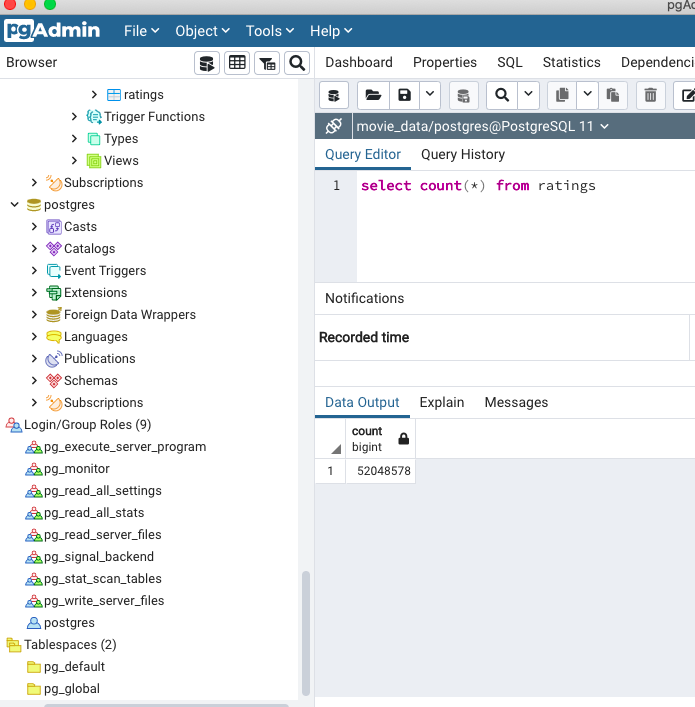 pgAd
pgAdmin
File
Object
Tools
Help
Browser
Dashboard
Properties
SQL
Statistics
Dependenci
ratings
Trigger Functions
Types
Views
Subscriptions
postgres
Casts
Catalogs
Event Triggers
Extensions
Foreign Data Wrappers
Languages
Publications
Schemas
Subscriptions
Login/Group Roles (9)
pg_execute_server_program
pg_monitor
pg_read_all_settings
pg_read_all_stats
pg_read_server_files
pg_signal_backend
pg_stat_scan_tables
pg_write_server_files
postgres
Tablespaces (2)
pg_default
pg_global
movie_data/postgres@PostgreSQL 11
Query Editor
Query History
1 select count(*) from ratings
Notifications
Recorded time
Data Output
Explain
Messages
count
bigint
1 52048578